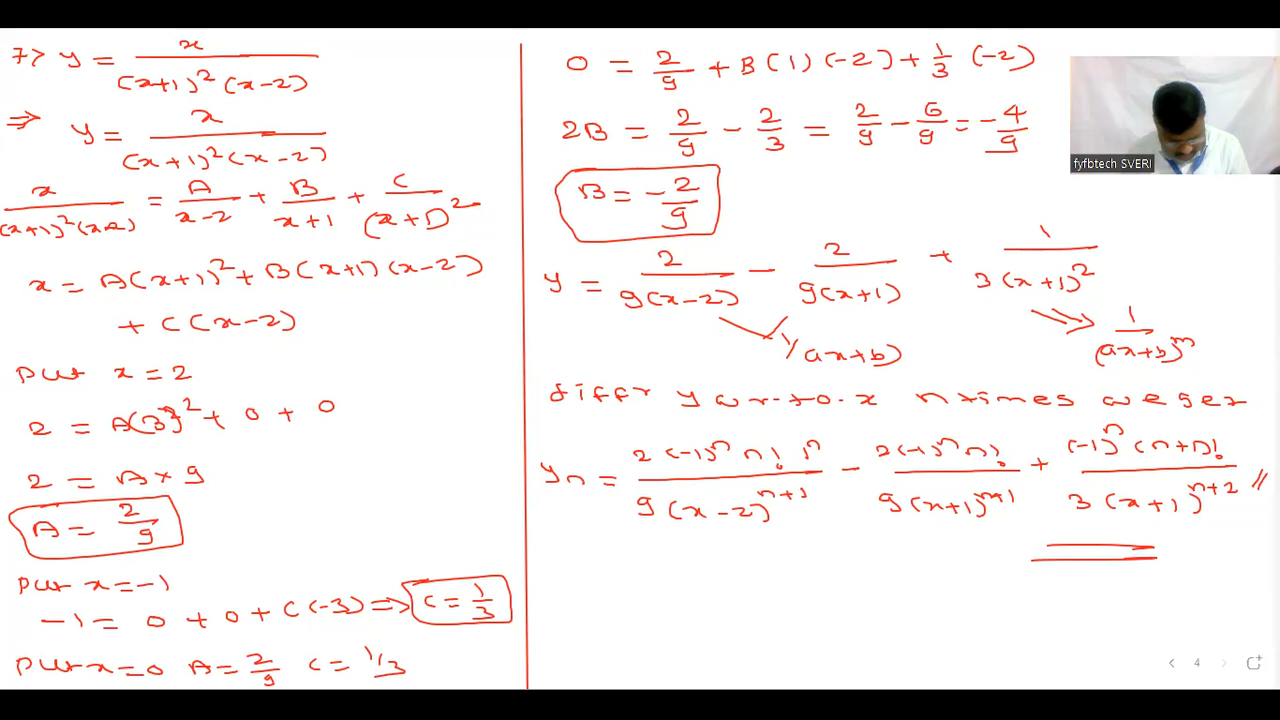 7> y = x / (x+1)² (x-2)
⇒ y = x / (x+1)² (x-2)
x / (x+1)² (x-2) = A / x-2 + B / x+1 + C / (x+1)²
x = A(x+1)² + B(x+1)(x-2)
+ C(x-2)
Put x = 2
2 = A(3)² + 0 + 0
2 = A × 9
A = 2/9
Put x = -1
-1 = 0 + 0 + C(-3) ⇒ C = 1/3
Put x = 0 A = 2/9 C = 1/3
0 = 2/9 + B(1)(-2) + 1/3 (-2)
2B = 2/9 - 2/3 = 2/9 - 6/9 = -4/9
B = -2/9
y = 2 / 9(x-2) - 2 / 9(x+1) + 1 / 3(x+1)²
1/(ax+b) ⇒ 1 / (ax+b)^m
diffr y w.r.to.x n times we get
yn = 2(-1)^n n! 1^n / 9(x-2)^n+1 - 2(-1)^n n! / 9(x+1)^n+1 + (-1)^n (n+1)! / 3(x+1)^n+2 //
fyfbtech SVERI
< 4 >